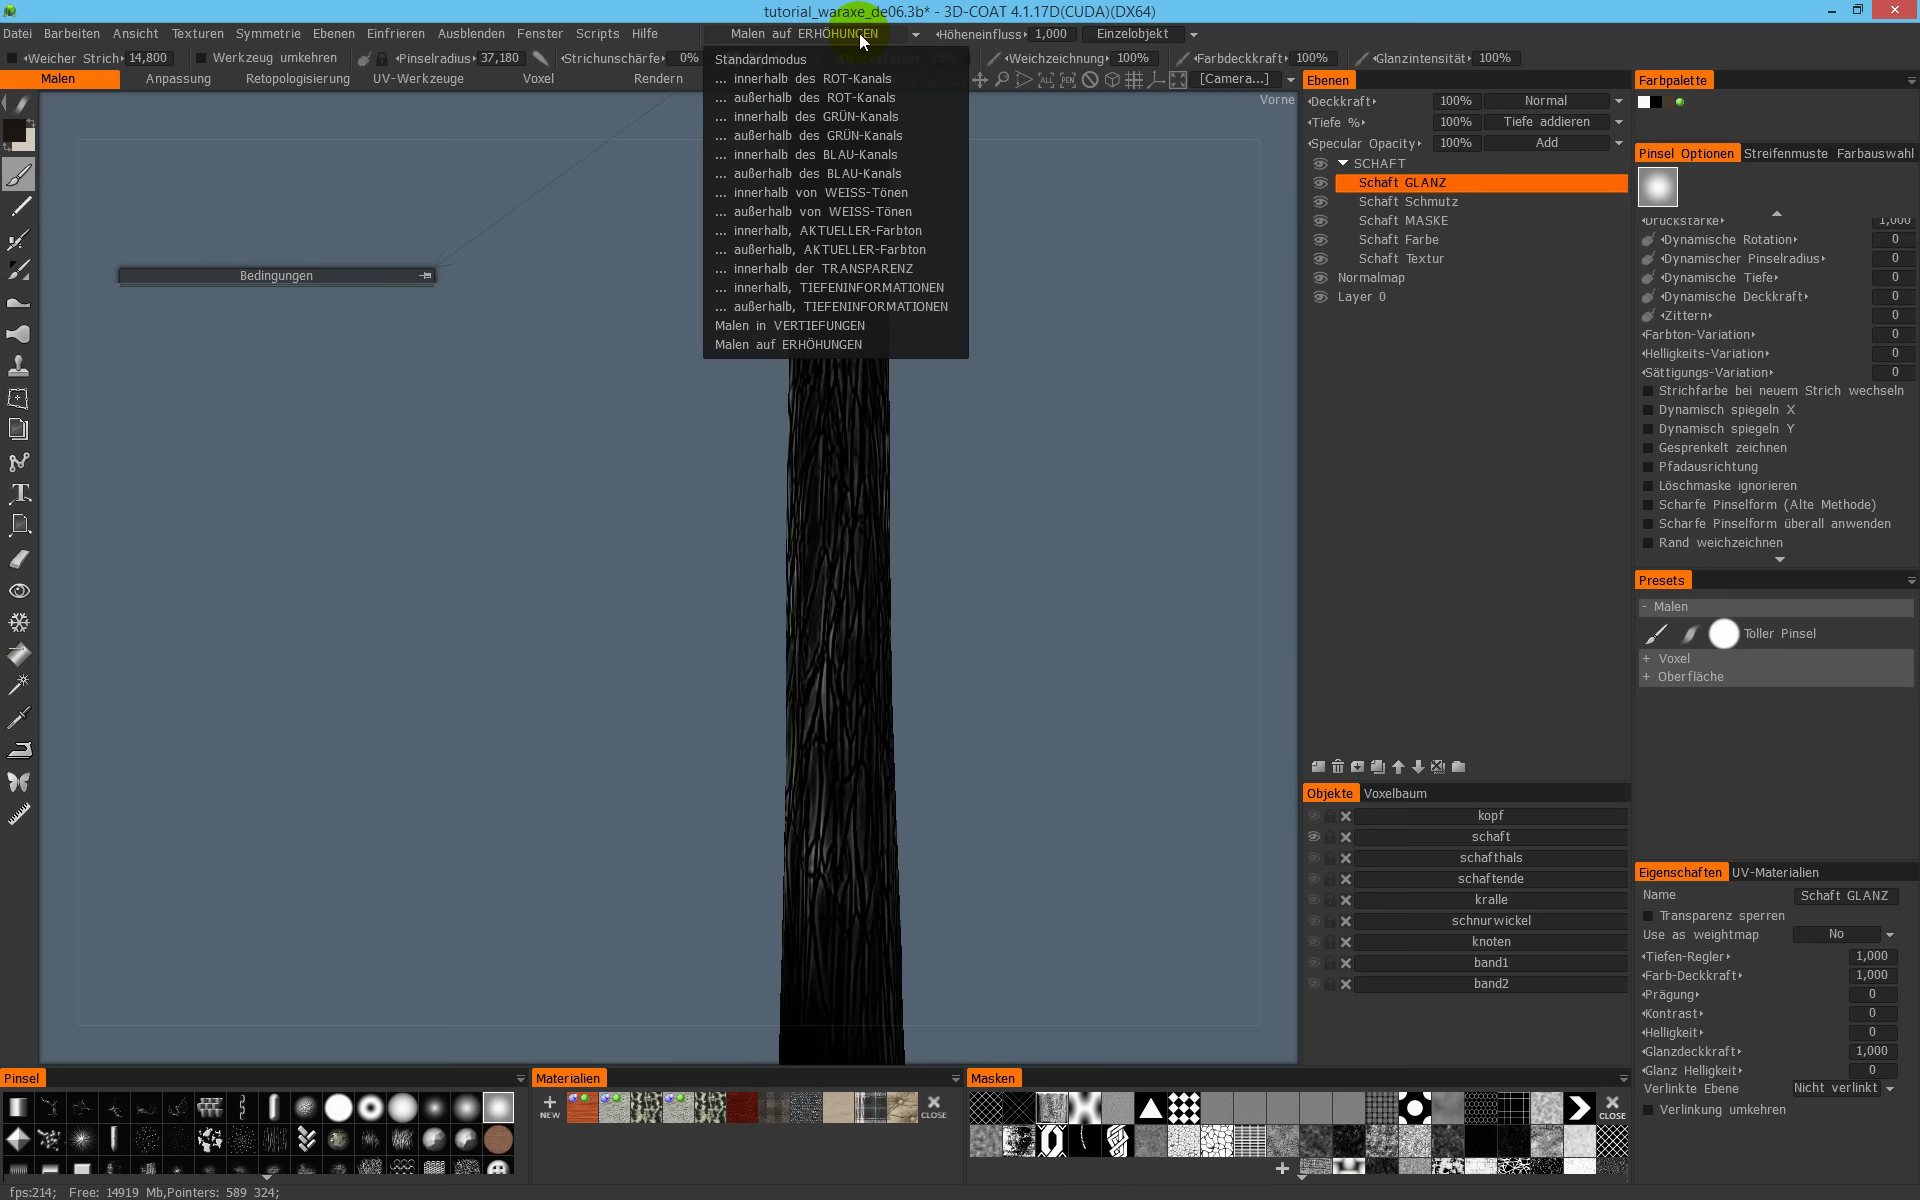 tutorial_waraxe_de06.3b* - 3D-COAT 4.1.17D(CUDA)(DX64)
Datei Barbeiten Ansicht Texturen Symmetrie Ebenen Einfrieren Ausblenden Fenster Scripts Hilfe Malen auf ERHÖHUNGEN Höheneinfluss 1,000 Einzelobjekt
Weicher Strich 14,800 Werkzeug umkehren Pinselradius 37,180 Strichunschärfe 0% Weichzeichnung 100% Farbdeckkraft 100% Glanzintensität 100%
Malen Anpassung Retopologisierung UV-Werkzeuge Voxel Rendern [Camera...]
Vorne
Bedingungen
Standardmodus
... innerhalb des ROT-Kanals
... außerhalb des ROT-Kanals
... innerhalb des GRÜN-Kanals
... außerhalb des GRÜN-Kanals
... innerhalb des BLAU-Kanals
... außerhalb des BLAU-Kanals
... innerhalb von WEISS-Tönen
... außerhalb von WEISS-Tönen
... innerhalb, AKTUELLER-Farbton
... außerhalb, AKTUELLER-Farbton
... innerhalb der TRANSPARENZ
... innerhalb, TIEFENINFORMATIONEN
... außerhalb, TIEFENINFORMATIONEN
Malen in VERTIEFUNGEN
Malen auf ERHÖHUNGEN
Ebenen
Deckkraft 100% Normal
Tiefe % 100% Tiefe addieren
Specular Opacity 100% Add
SCHAFT
Schaft GLANZ
Schaft Schmutz
Schaft MASKE
Schaft Farbe
Schaft Textur
Normalmap
Layer 0
Objekte Voxelbaum
kopf
schaft
schafthals
schaftende
kralle
schnurwickel
knoten
band1
band2
Farbpalette
Pinsel Optionen Streifenmuste Farbauswahl
Druckstärke 1,000
Dynamische Rotation 0
Dynamischer Pinselradius 0
Dynamische Tiefe 0
Dynamische Deckkraft 0
Zittern 0
Farbton-Variation 0
Helligkeits-Variation 0
Sättigungs-Variation 0
Strichfarbe bei neuem Strich wechseln
Dynamisch spiegeln X
Dynamisch spiegeln Y
Gesprenkelt zeichnen
Pfadausrichtung
Löschmaske ignorieren
Scharfe Pinselform (Alte Methode)
Scharfe Pinselform überall anwenden
Rand weichzeichnen
Presets
- Malen
Toller Pinsel
+ Voxel
+ Oberfläche
Eigenschaften UV-Materialien
Name Schaft GLANZ
Transparenz sperren
Use as weightmap No
Tiefen-Regler 1,000
Farb-Deckkraft 1,000
Prägung 0
Kontrast 0
Helligkeit 0
Glanzdeckkraft 1,000
Glanz Helligkeit 0
Verlinkte Ebene Nicht verlinkt
Verlinkung umkehren
Pinsel
Materialien
NEW
CLOSE
Masken
CLOSE
fps:214; Free: 14919 Mb,Pointers: 589 324;